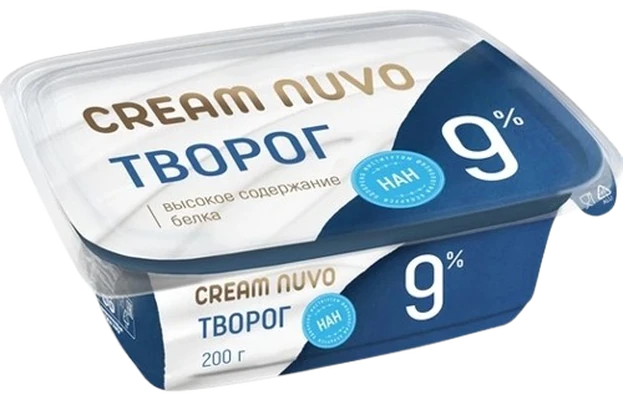 CREAM NUVO
ТВОРОГ
высокое содержание
белка
НАН
9%
CREAM NUVO
ТВОРОГ
200 г
НАН
9%